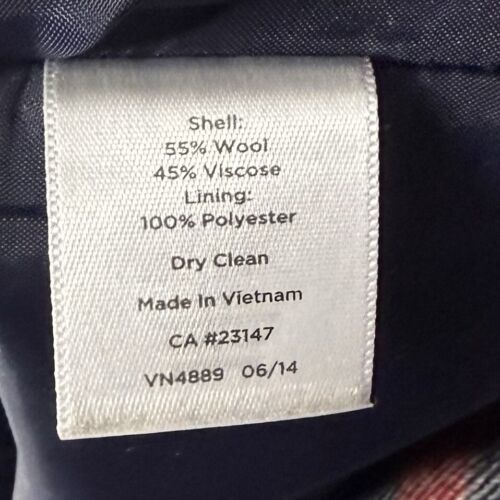 Shell:
55% Wool
45% Viscose
Lining:
100% Polyester
Dry Clean
Made In Vietnam
CA #23147
VN4889 06/14